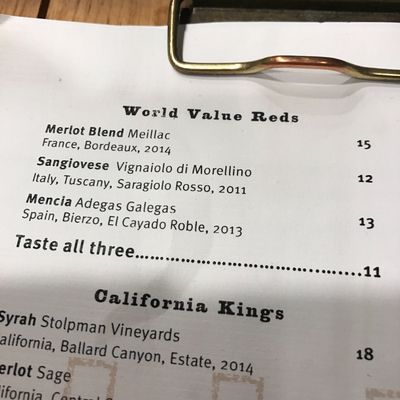 World Value Reds
Merlot Blend Meillac 15
France, Bordeaux, 2014
Sangiovese Vignaiolo di Morellino 12
Italy, Tuscany, Saragiolo Rosso, 2011
Mencia Adegas Galegas 13
Spain, Bierzo, El Cayado Roble, 2013
Taste all three........................................11
California Kings
Syrah Stolpman Vineyards 18
alifornia, Ballard Canyon, Estate, 2014
erlot Sage